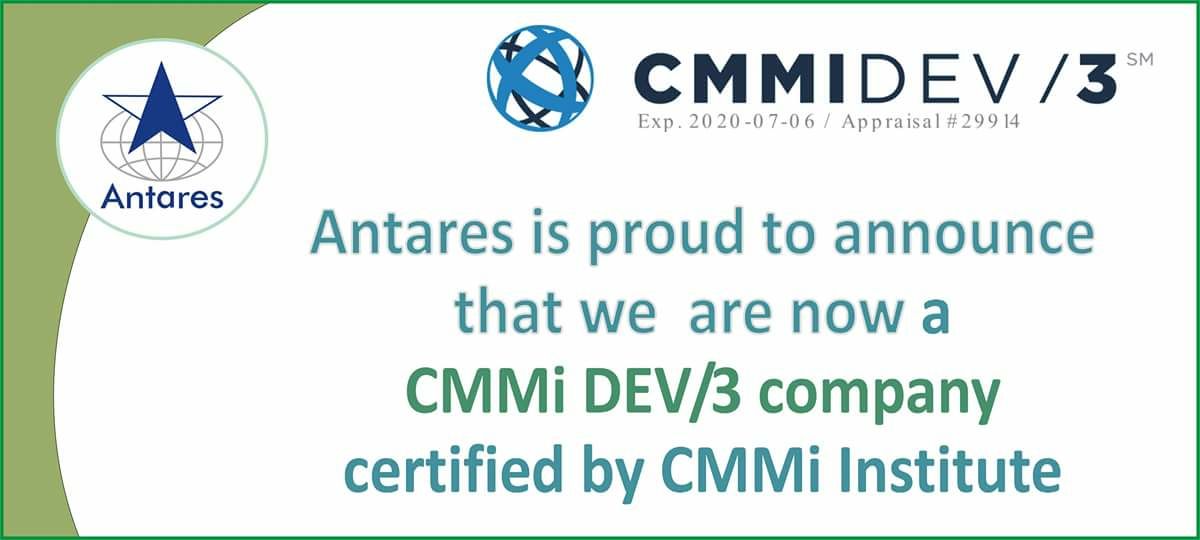 Antares
CMMIDEV/3 SM
Exp. 2020-07-06 / Appraisal #29914
Antares is proud to announce
that we are now a
CMMi DEV/3 company
certified by CMMi Institute